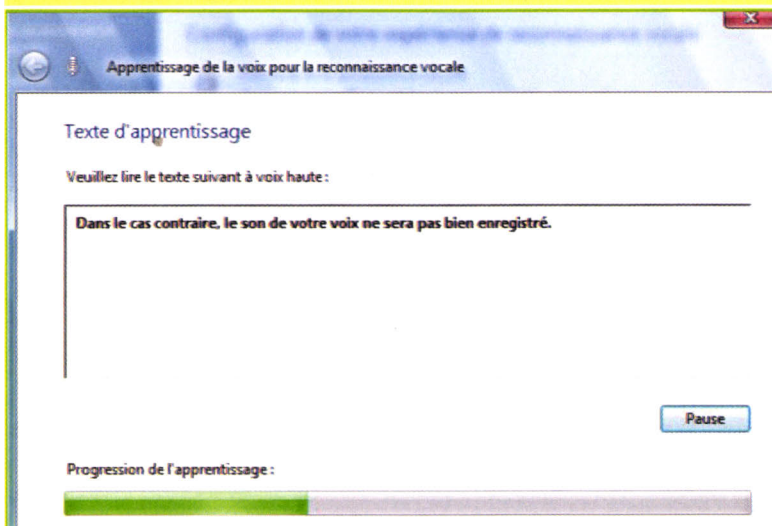 Apprentissage de la voix pour la reconnaissance vocale
Texte d'apprentissage
Veuillez lire le texte suivant à voix haute :
Dans le cas contraire, le son de votre voix ne sera pas bien enregistré.
Pause
Progression de l'apprentissage :